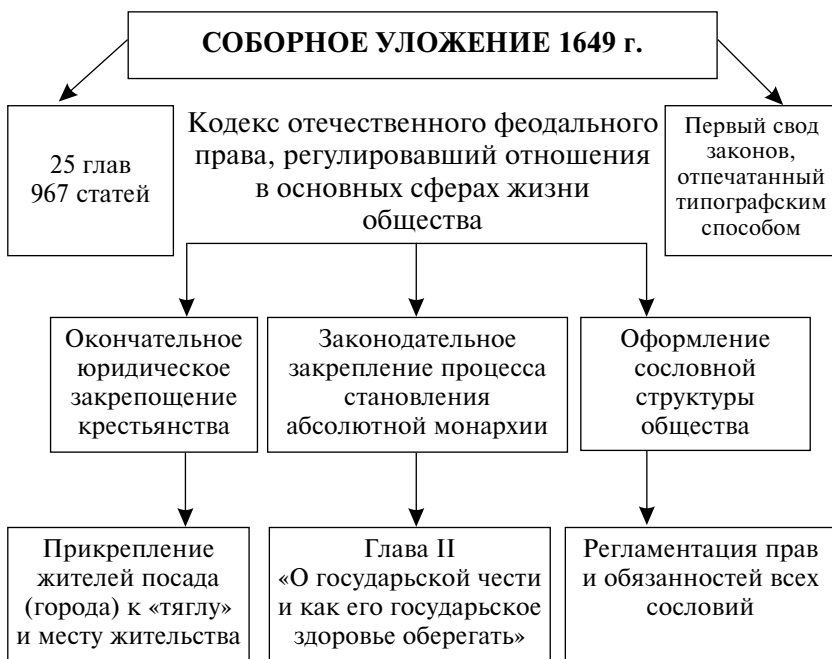 СОБОРНОЕ УЛОЖЕНИЕ 1649 г.
25 глав
967 статей
Кодекс отечественного феодального
права, регулировавший отношения
в основных сферах жизни
общества
Первый свод
законов,
отпечатанный
типографским
способом
Окончательное
юридическое
закрепощение
крестьянства
Законодательное
закрепление процесса
становления
абсолютной монархии
Оформление
сословной
структуры
общества
Прикрепление
жителей посада
(города) к «тяглу»
и месту жительства
Глава II
«О государьской чести
и как его государьское
здоровье оберегать»
Регламентация прав
и обязанностей всех
сословий